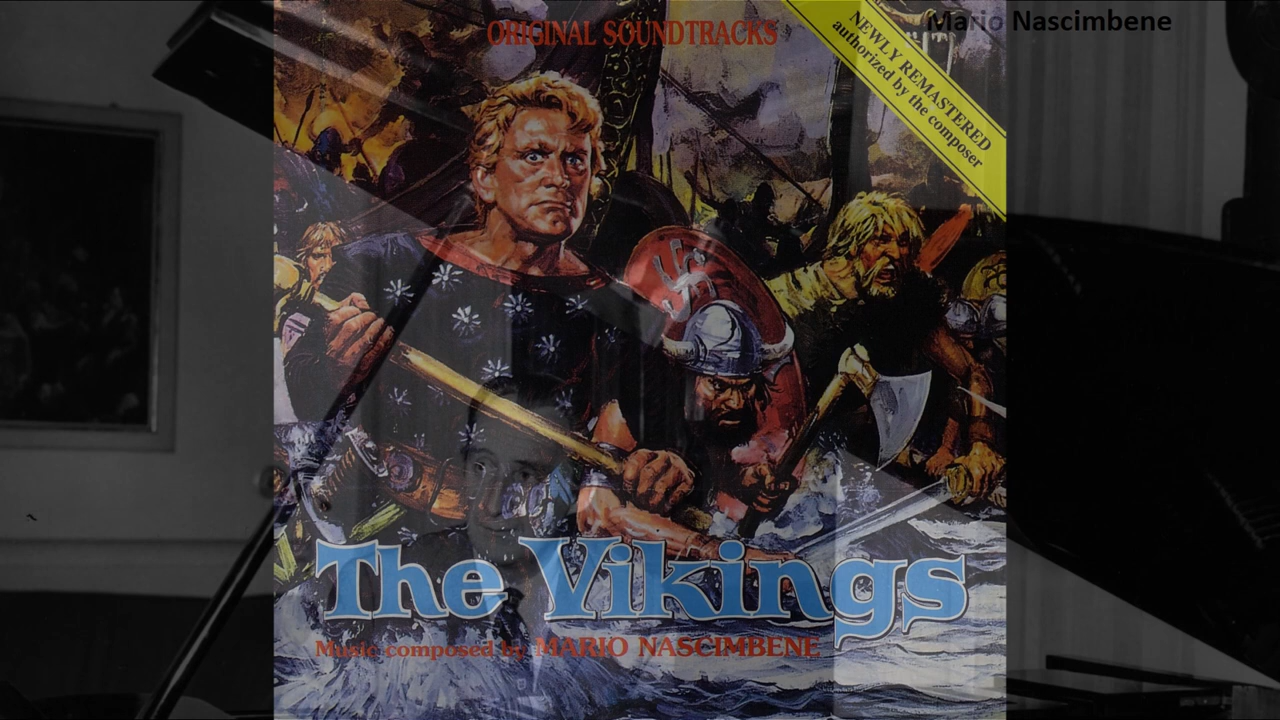 ORIGINAL SOUNDTRACKS
Mario Nascimbene
NEWLY REMASTERED
authorized by the composer
The Vikings
Music composed by MARIO NASCIMBENE